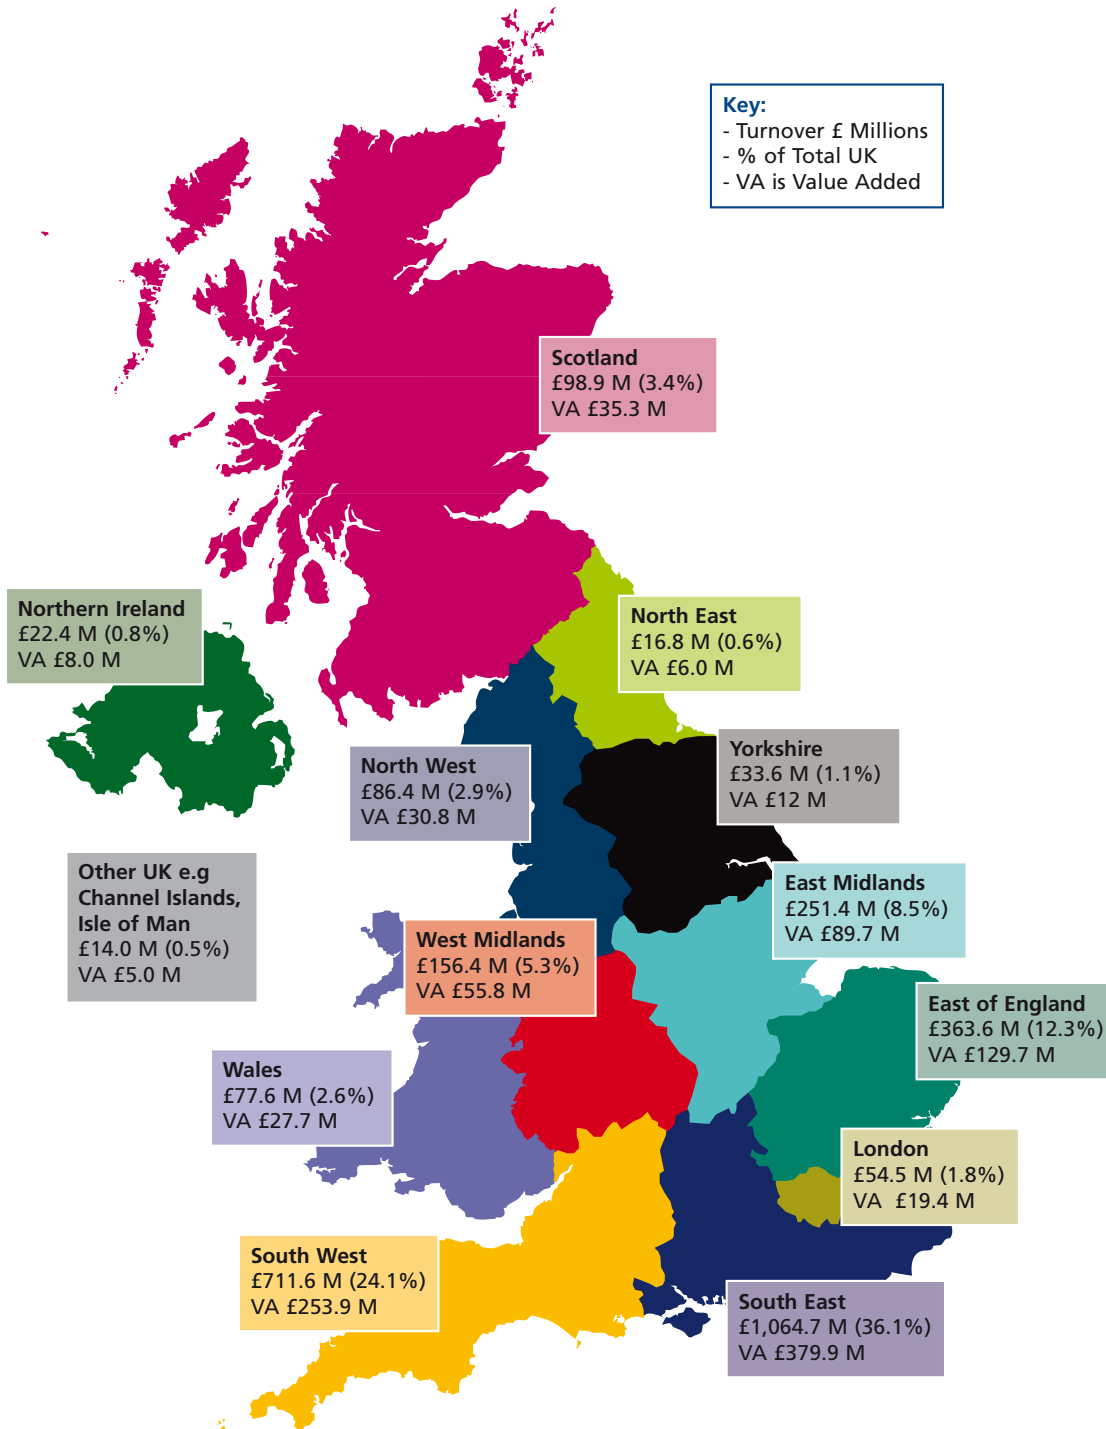 Key:
- Turnover £ Millions
- % of Total UK
- VA is Value Added
Scotland
£98.9 M (3.4%)
VA £35.3 M
Northern Ireland
£22.4 M (0.8%)
VA £8.0 M
North East
£16.8 M (0.6%)
VA £6.0 M
Yorkshire
£33.6 M (1.1%)
VA £12 M
North West
£86.4 M (2.9%)
VA £30.8 M
Other UK e.g
Channel Islands,
Isle of Man
£14.0 M (0.5%)
VA £5.0 M
East Midlands
£251.4 M (8.5%)
VA £89.7 M
West Midlands
£156.4 M (5.3%)
VA £55.8 M
East of England
£363.6 M (12.3%)
VA £129.7 M
Wales
£77.6 M (2.6%)
VA £27.7 M
London
£54.5 M (1.8%)
VA  £19.4 M
South West
£711.6 M (24.1%)
VA £253.9 M
South East
£1,064.7 M (36.1%)
VA £379.9 M